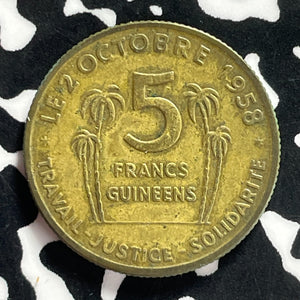 LE 2 OCTOBRE 1958
5
FRANCS
GUINEENS
TRAVAIL - JUSTICE - SOLIDARITE